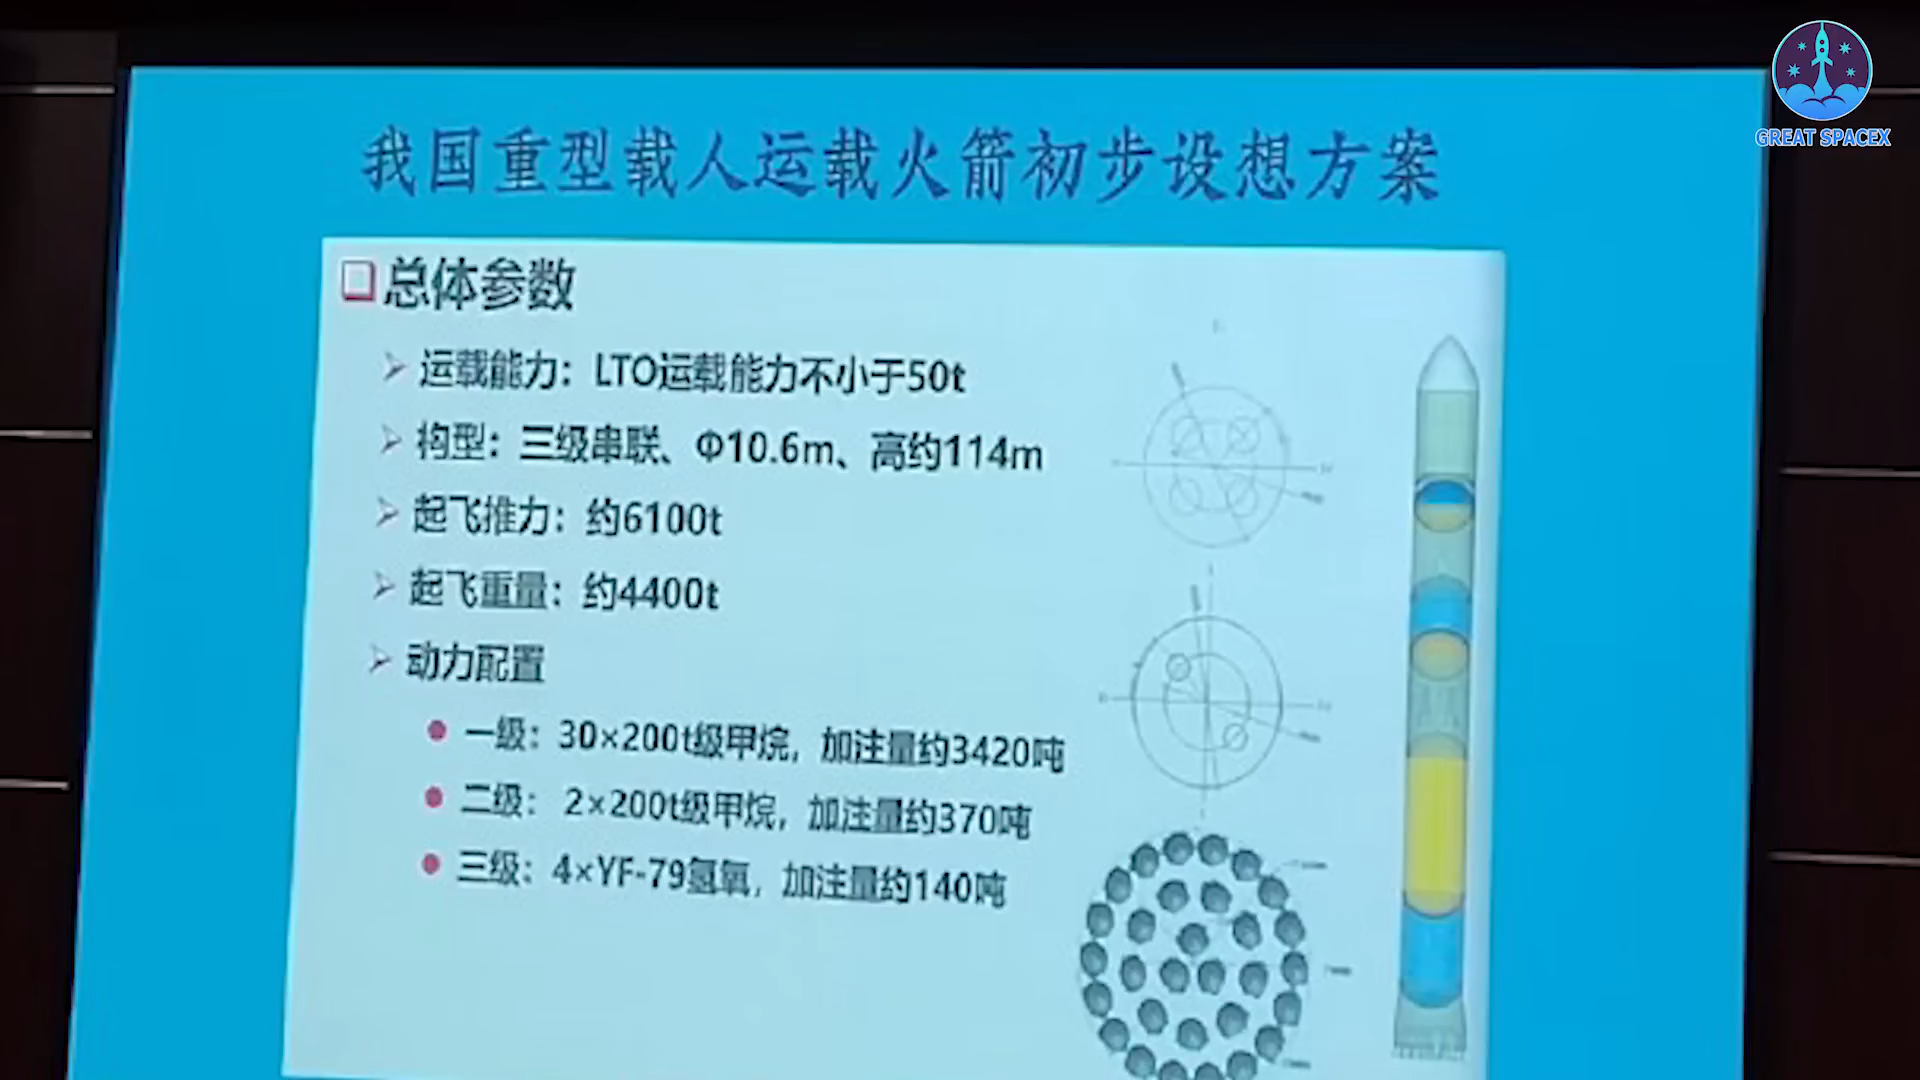 GREAT SPACEX
我国重型载人运载火箭初步设想方案
总体参数
运载能力：LTO运载能力不小于50t
构型：三级串联、Φ10.6m、高约114m
起飞推力：约6100t
起飞重量：约4400t
动力配置
一级：30×200t级甲烷，加注量约3420吨
二级： 2×200t级甲烷，加注量约370吨
三级：4×YF-79氢氧，加注量约140吨